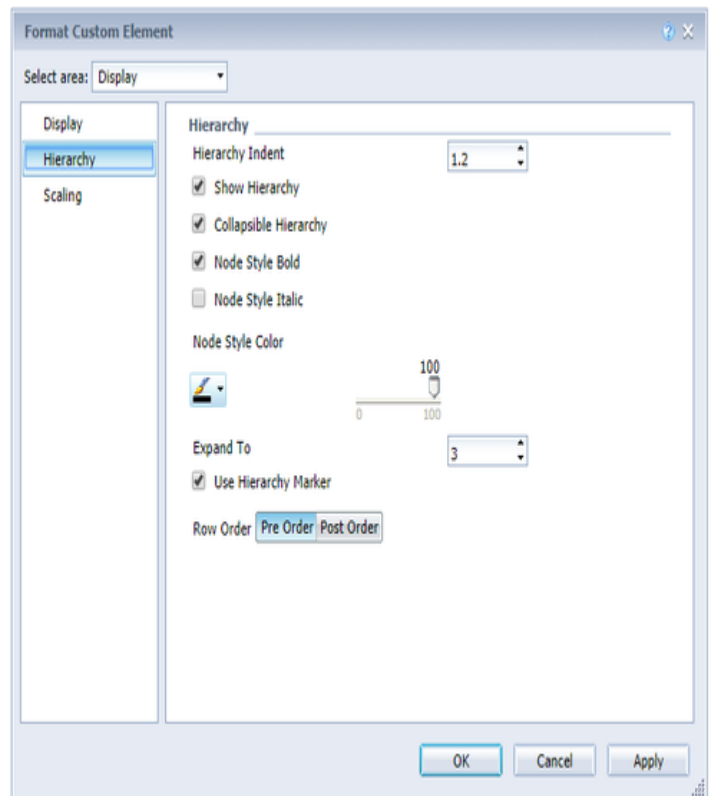 Format Custom Element
Select area: Display
Display
Hierarchy
Scaling
Hierarchy
Hierarchy Indent 1.2
Show Hierarchy
Collapsible Hierarchy
Node Style Bold
Node Style Italic
Node Style Color
100
0 100
Expand To 3
Use Hierarchy Marker
Row Order Pre Order Post Order
OK Cancel Apply